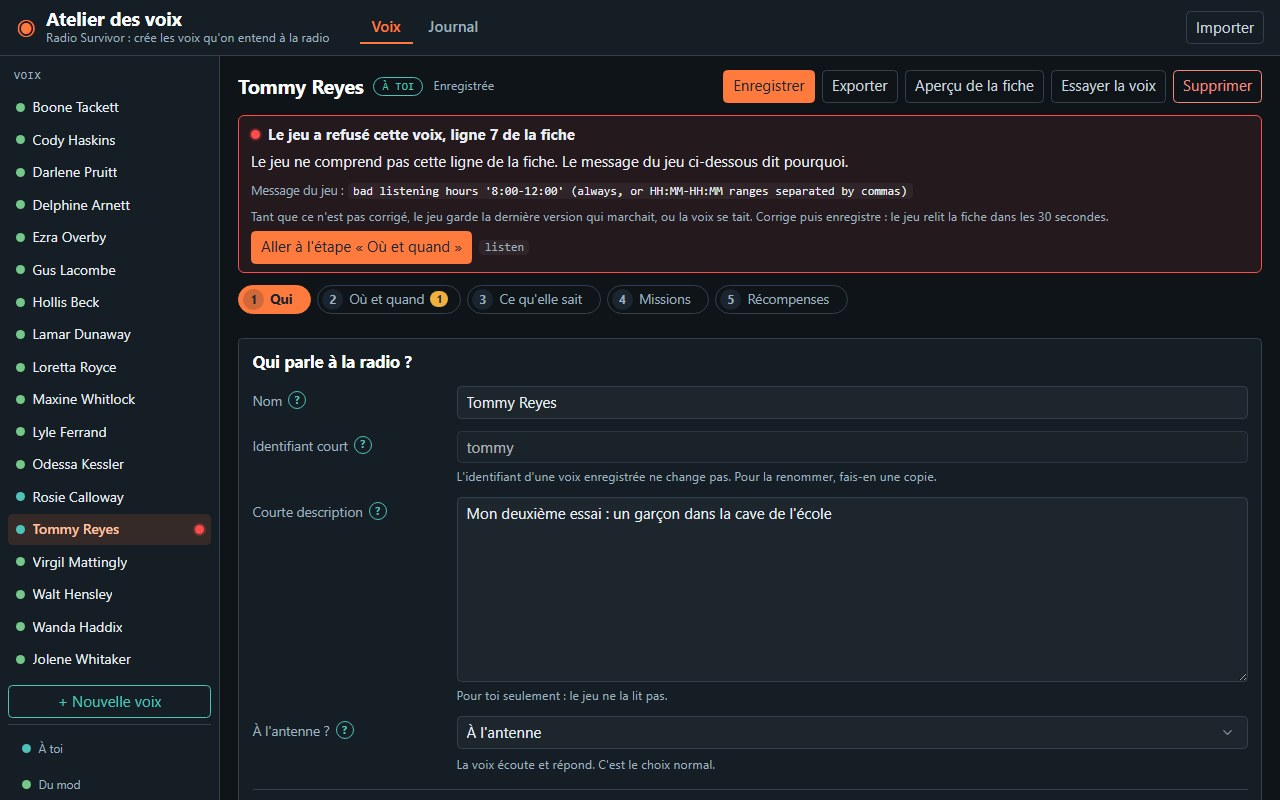 Atelier des voix
Radio Survivor : crée les voix qu'on entend à la radio
Voix
Journal
Importer
VOIX
Boone Tackett
Cody Haskins
Darlene Pruitt
Delphine Arnett
Ezra Overby
Gus Lacombe
Hollis Beck
Lamar Dunaway
Loretta Royce
Maxine Whitlock
Lyle Ferrand
Odessa Kessler
Rosie Calloway
Tommy Reyes
Virgil Mattingly
Walt Hensley
Wanda Haddix
Jolene Whitaker
+ Nouvelle voix
À toi
Du mod
Tommy Reyes
À TOI
Enregistrée
Enregistrer
Exporter
Aperçu de la fiche
Essayer la voix
Supprimer
Le jeu a refusé cette voix, ligne 7 de la fiche
Le jeu ne comprend pas cette ligne de la fiche. Le message du jeu ci-dessous dit pourquoi.
Message du jeu : bad listening hours '8:00-12:00' (always, or HH:MM-HH:MM ranges separated by commas)
Tant que ce n'est pas corrigé, le jeu garde la dernière version qui marchait, ou la voix se tait. Corrige puis enregistre : le jeu relit la fiche dans les 30 secondes.
Aller à l'étape « Où et quand »
listen
1 Qui
2 Où et quand 1
3 Ce qu'elle sait
4 Missions
5 Récompenses
Qui parle à la radio ?
Nom ?
Tommy Reyes
Identifiant court ?
tommy
L'identifiant d'une voix enregistrée ne change pas. Pour la renommer, fais-en une copie.
Courte description ?
Mon deuxième essai : un garçon dans la cave de l'école
Pour toi seulement : le jeu ne la lit pas.
À l'antenne ? ?
À l'antenne
La voix écoute et répond. C'est le choix normal.